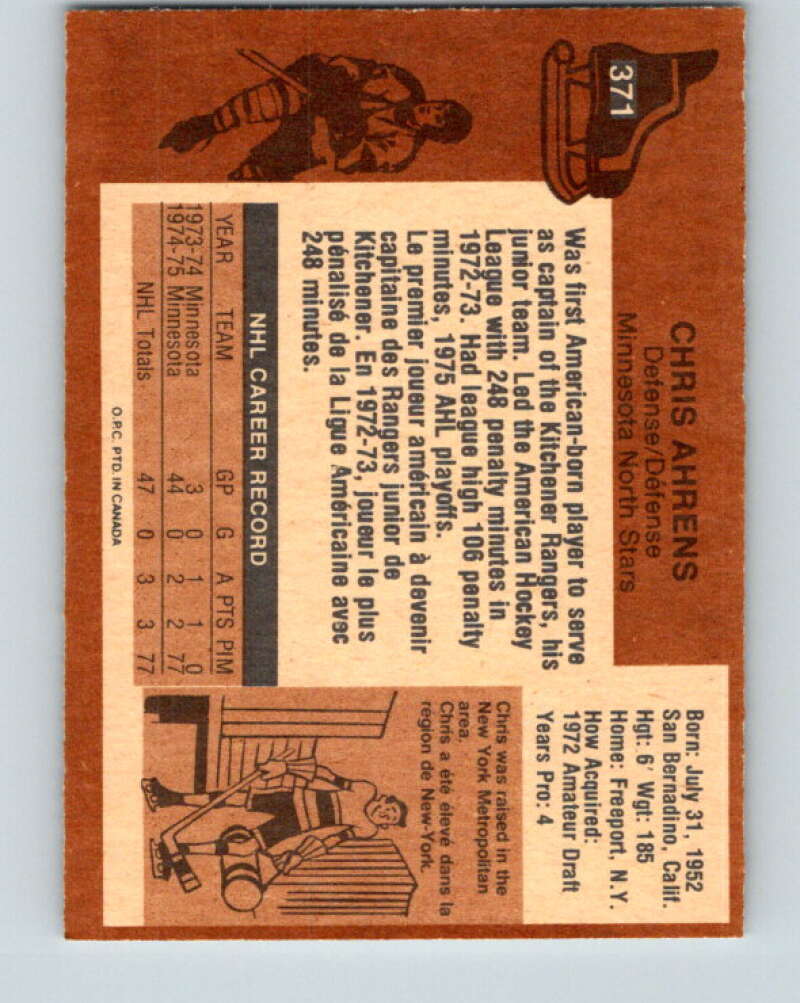 371
CHRIS AHRENS
Defense/Défense
Minnesota North Stars
Born: July 31, 1952
San Bernadino, Calif.
Hgt: 6' Wgt: 185
Home: Freeport, N.Y.
How Acquired:
1972 Amateur Draft
Years Pro: 4
Was first American-born player to serve
as captain of the Kitchener Rangers, his
junior team. Led the American Hockey
League with 248 penalty minutes in
1972-73. Had league high 106 penalty
minutes, 1975 AHL playoffs.
Le premier joueur américain à devenir
capitaine des Rangers junior de
Kitchener. En 1972-73, joueur le plus
pénalisé de la Ligue Américaine avec
248 minutes.
Chris was raised in the
New York Metropolitan
area.
Chris a été élevé dans la
region de New-York.
NHL CAREER RECORD
YEAR TEAM GP G A PTS PIM
1973-74 Minnesota 3 0 1 1 0
1974-75 Minnesota 44 0 2 2 77
NHL Totals 47 0 3 3 77
O.P.C. PTD. IN CANADA